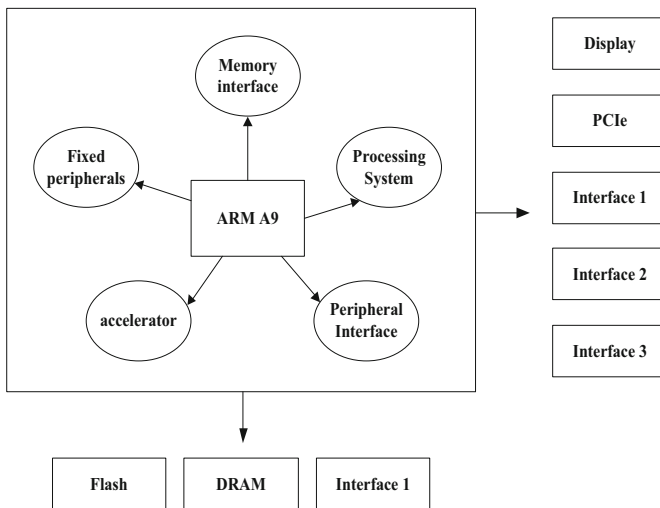 Memory
interface
Fixed
peripherals
Processing
System
ARM A9
accelerator
Peripheral
Interface
Display
PCIe
Interface 1
Interface 2
Interface 3
Flash
DRAM
Interface 1